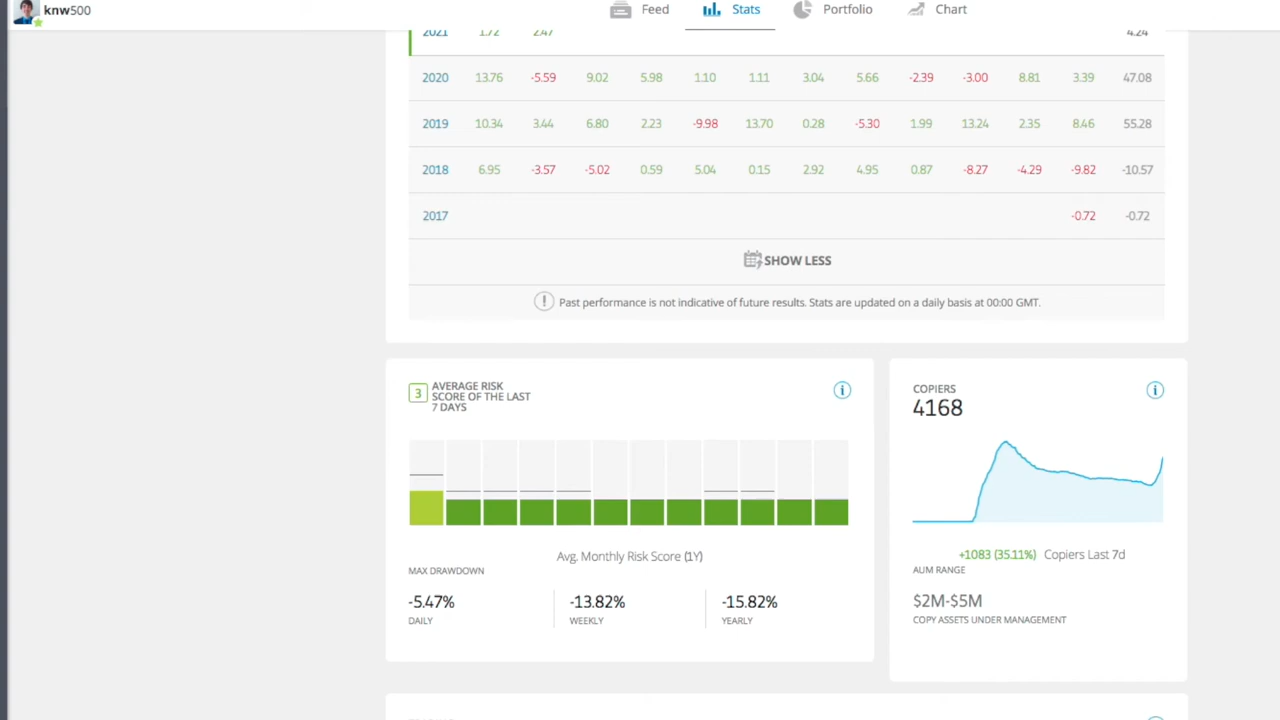 knw500
Feed
Stats
Portfolio
Chart
2021 1.72 2.47 4.24
2020 13.76 -5.59 9.02 5.98 1.10 1.11 3.04 5.66 -2.39 -3.00 8.81 3.39 47.08
2019 10.34 3.44 6.80 2.23 -9.98 13.70 0.28 -5.30 1.99 13.24 2.35 8.46 55.28
2018 6.95 -3.57 -5.02 0.59 5.04 0.15 2.92 4.95 0.87 -8.27 -4.29 -9.82 -10.57
2017 -0.72 -0.72
SHOW LESS
Past performance is not indicative of future results. Stats are updated on a daily basis at 00:00 GMT.
3
AVERAGE RISK
SCORE OF THE LAST
7 DAYS
Avg. Monthly Risk Score (1Y)
MAX DRAWDOWN
-5.47% -13.82% -15.82%
DAILY WEEKLY YEARLY
COPIERS
4168
+1083 (35.11%) Copiers Last 7d
AUM RANGE
$2M-$5M
COPY ASSETS UNDER MANAGEMENT